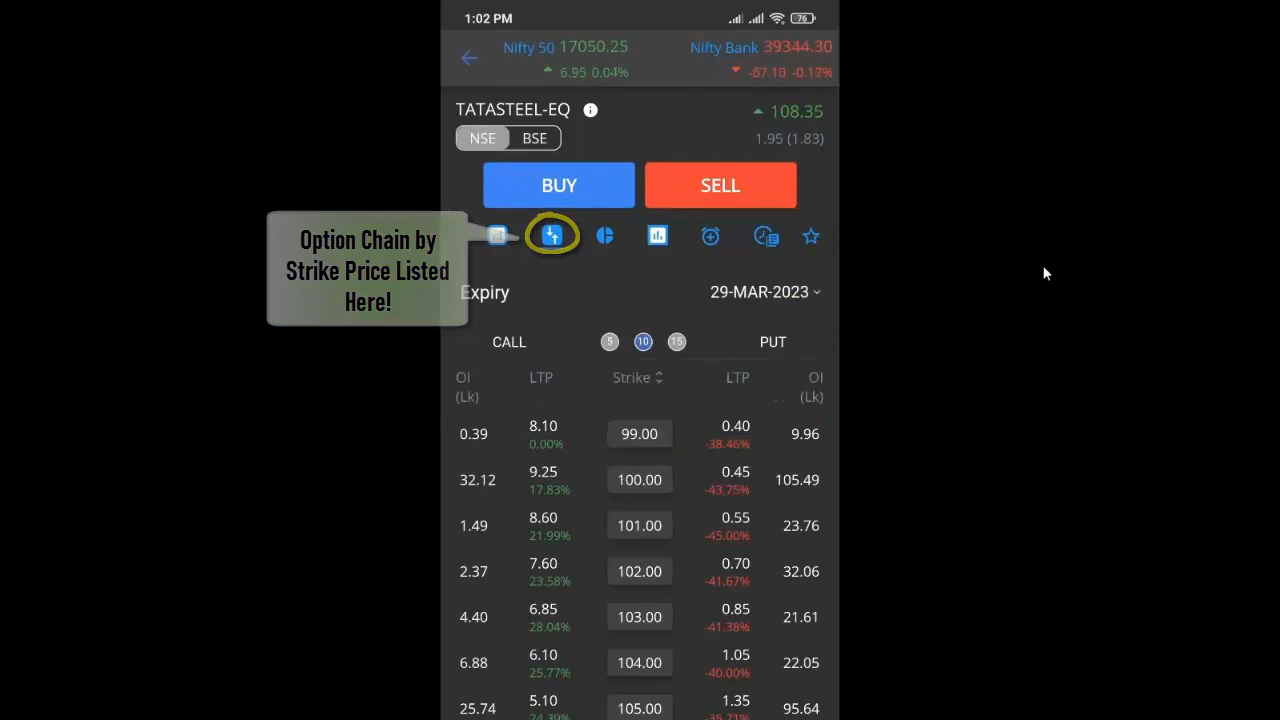 1:02 PM
76
Nifty 50 17050.25
6.95 0.04%
Nifty Bank 39344.30
-67.10 -0.17%
TATASTEEL-EQ
108.35
NSE BSE
1.95 (1.83)
BUY SELL
Option Chain by
Strike Price Listed
Here!
Expiry 29-MAR-2023
CALL 5 10 15 PUT
OI (Lk) LTP Strike LTP OI (Lk)
0.39 8.10 99.00 0.40 9.96
0.00% -38.46%
32.12 9.25 100.00 0.45 105.49
17.83% -43.75%
1.49 8.60 101.00 0.55 23.76
21.99% -45.00%
2.37 7.60 102.00 0.70 32.06
23.58% -41.67%
4.40 6.85 103.00 0.85 21.61
28.04% -41.38%
6.88 6.10 104.00 1.05 22.05
25.77% -40.00%
25.74 5.10 105.00 1.35 95.64
24.39% -35.71%